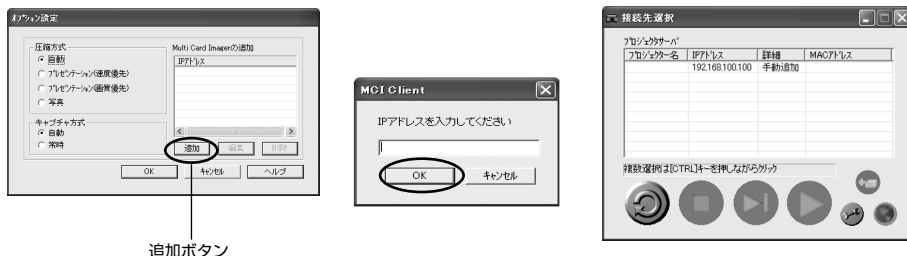 オプション設定
圧縮方式
自動
プレゼンテーション(速度優先)
プレゼンテーション(画質優先)
写真
キャプチャ方式
自動
常時
Multi Card Imagerの追加
IPアドレス
追加
編集
削除
OK
キャンセル
ヘルプ
追加ボタン
MCI Client
IPアドレスを入力してください
OK
キャンセル
接続先選択
プロジェクタサーバ
プロジェクター名 IPアドレス 詳細 MACアドレス
192.168.100.100 手動追加
複数選択は[CTRL]キーを押しながらクリック